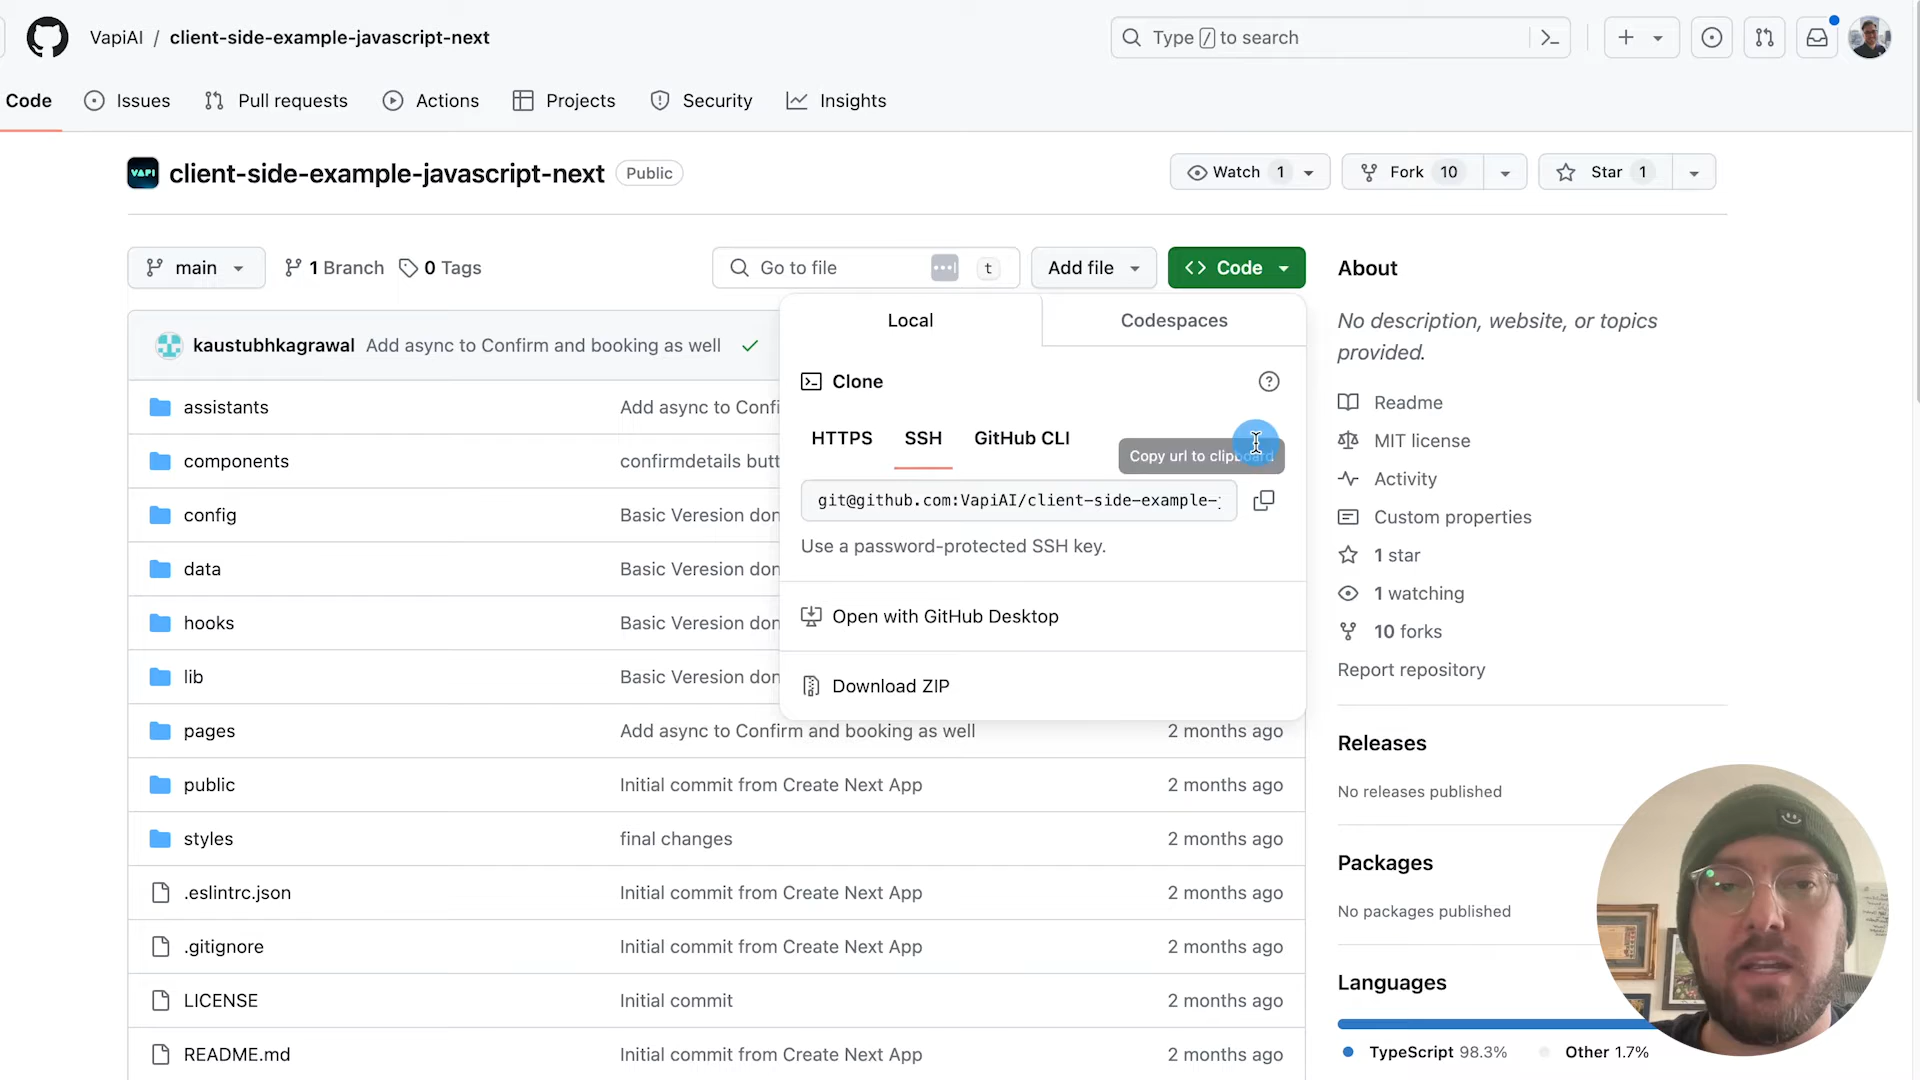 VapiAI / client-side-example-javascript-next
Type / to search
Code Issues Pull requests Actions Projects Security Insights
VAPI client-side-example-javascript-next Public
Watch 1 Fork 10 Star 1
main 1 Branch 0 Tags Go to file t Add file Code
kaustubhkagrawal Add async to Confirm and booking as well
Local Codespaces
Clone
HTTPS SSH GitHub CLI
Copy url to clipboard
git@github.com:VapiAI/client-side-example-
Use a password-protected SSH key.
Open with GitHub Desktop
Download ZIP
assistants Add async to Confi
components confirmdetails butt
config Basic Veresion don
data Basic Veresion don
hooks Basic Veresion don
lib Basic Veresion don
pages Add async to Confirm and booking as well 2 months ago
public Initial commit from Create Next App 2 months ago
styles final changes 2 months ago
.eslintrc.json Initial commit from Create Next App 2 months ago
.gitignore Initial commit from Create Next App 2 months ago
LICENSE Initial commit 2 months ago
README.md Initial commit from Create Next App 2 months ago
About
No description, website, or topics
provided.
Readme
MIT license
Activity
Custom properties
1 star
1 watching
10 forks
Report repository
Releases
No releases published
Packages
No packages published
Languages
TypeScript 98.3% Other 1.7%